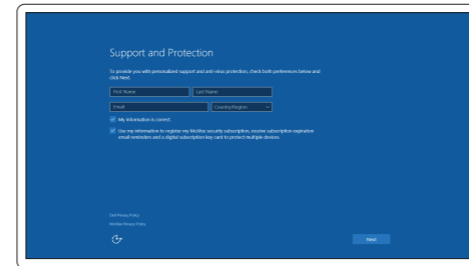 Support and Protection
To provide you with personalized support and anti-virus protection, check both preferences below and
click Next.
First Name
Last Name
Email
Country/Region
My information is correct.
Use my information to register my McAfee security subscription, receive subscription expiration
email reminders and a digital subscription key card to protect multiple devices.
Dell Privacy Policy
McAfee Privacy Policy
Next